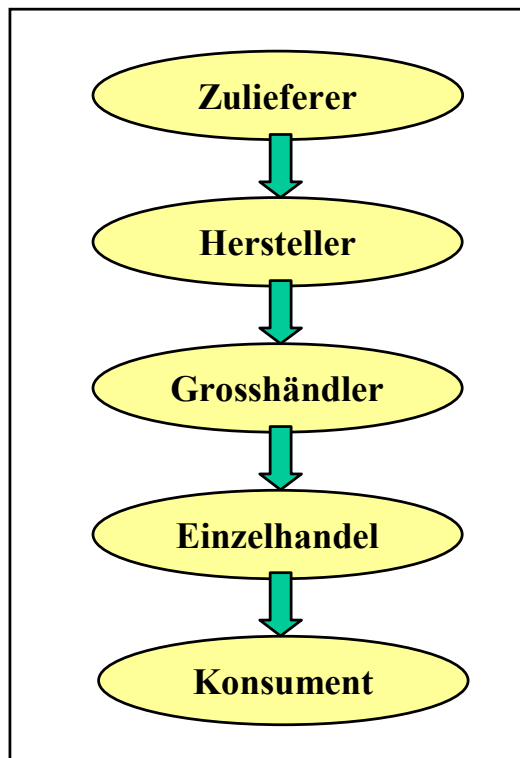 Zulieferer
Hersteller
Grosshändler
Einzelhandel
Konsument